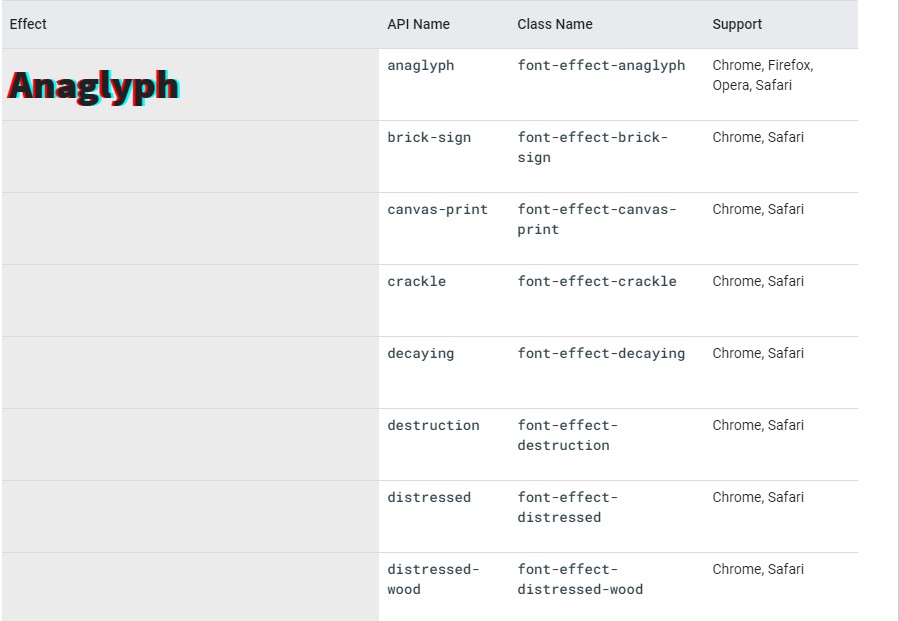 Effect API Name Class Name Support
Anaglyph anaglyph font-effect-anaglyph Chrome, Firefox,
Opera, Safari
brick-sign font-effect-brick- Chrome, Safari
sign
canvas-print font-effect-canvas- Chrome, Safari
print
crackle font-effect-crackle Chrome, Safari
decaying font-effect-decaying Chrome, Safari
destruction font-effect- Chrome, Safari
destruction
distressed font-effect- Chrome, Safari
distressed
distressed- font-effect- Chrome, Safari
wood distressed-wood